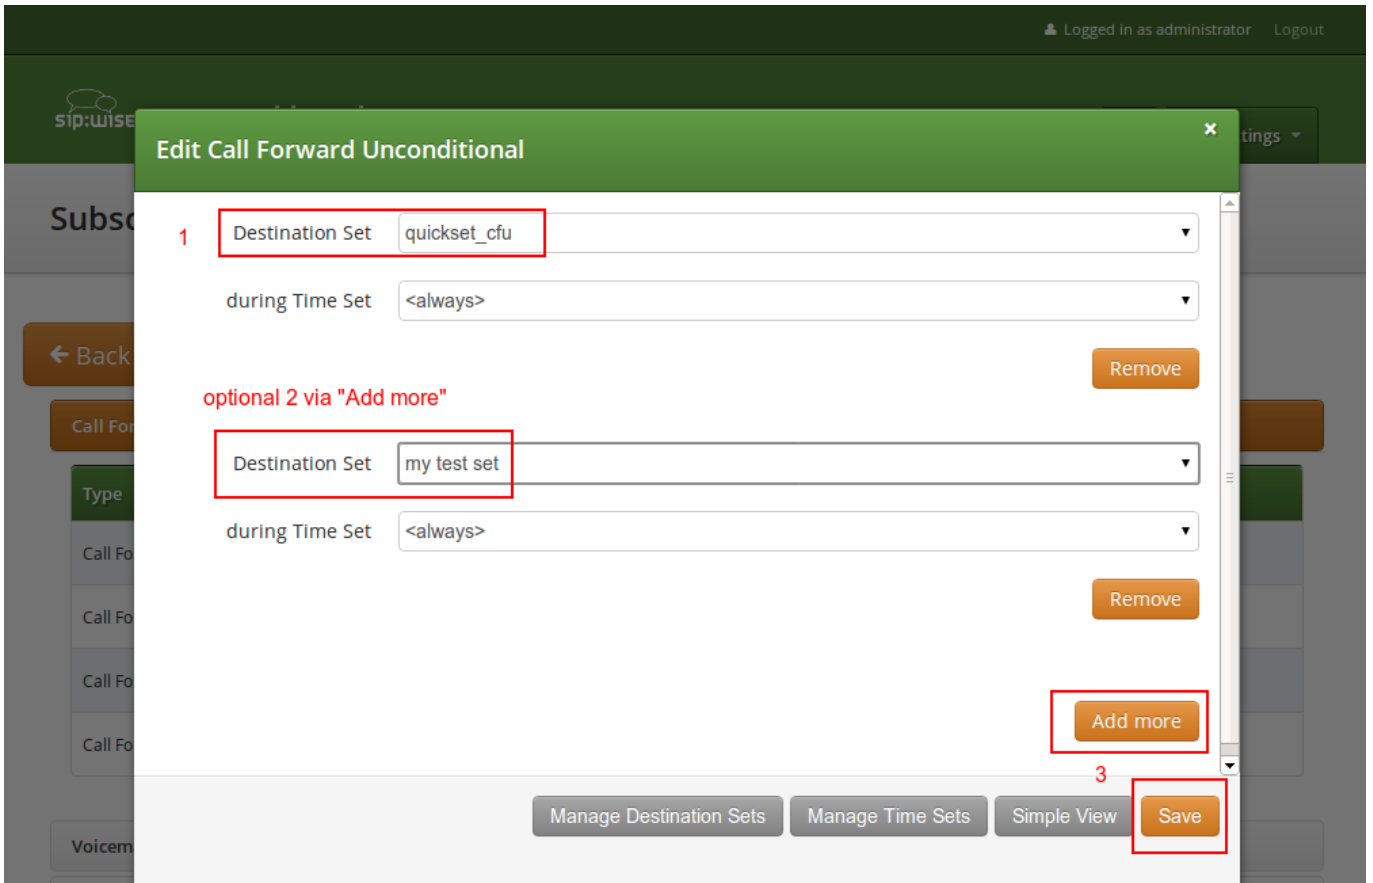 Logged in as administrator Logout
sip:wise
tings
Edit Call Forward Unconditional
×
Subsc
1
Destination Set quickset_cfu
during Time Set <always>
Back
Remove
optional 2 via "Add more"
Call For
Destination Set my test set
Type
during Time Set <always>
Call Fo
Remove
Call Fo
Call Fo
Add more
Call Fo
3
Manage Destination Sets Manage Time Sets Simple View Save
Voicem